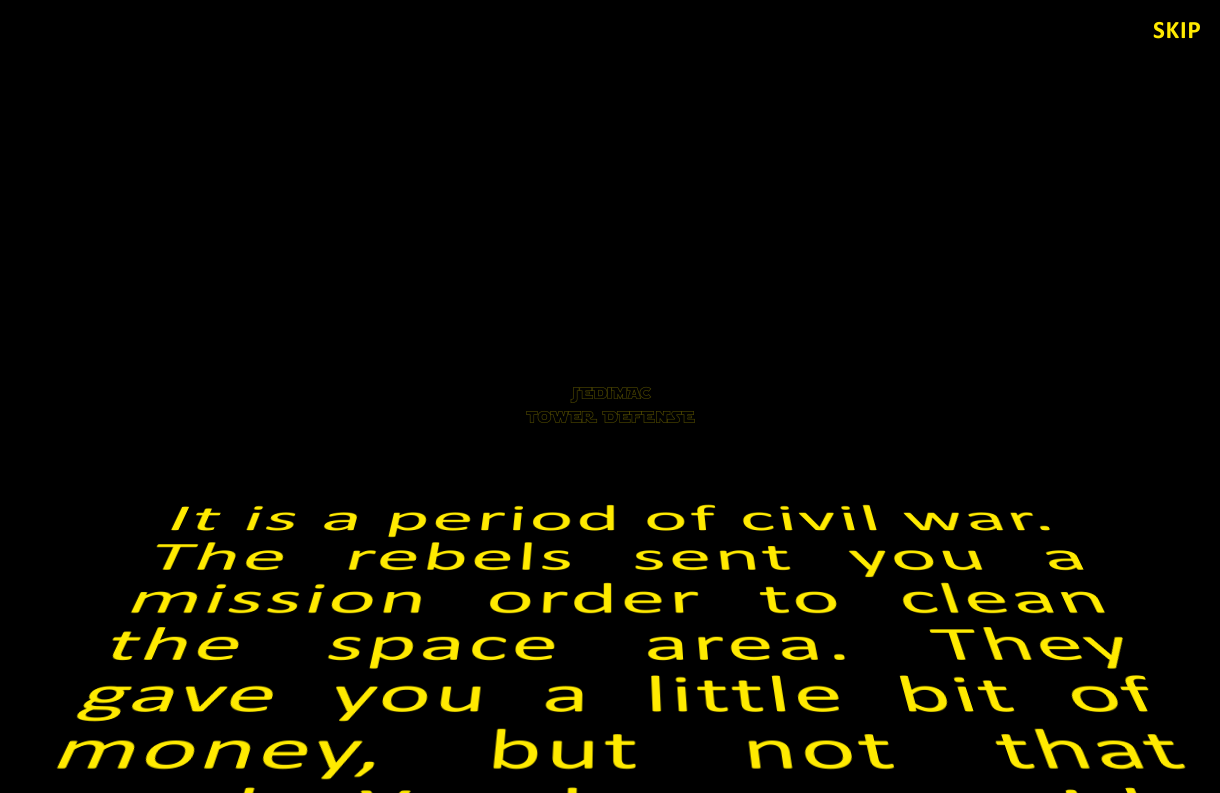 SKIP
JEDIMAC
TOWER DEFENSE
It is a period of civil war.
The rebels sent you a
mission order to clean
the space area. They
gave you a little bit of
money, but not that